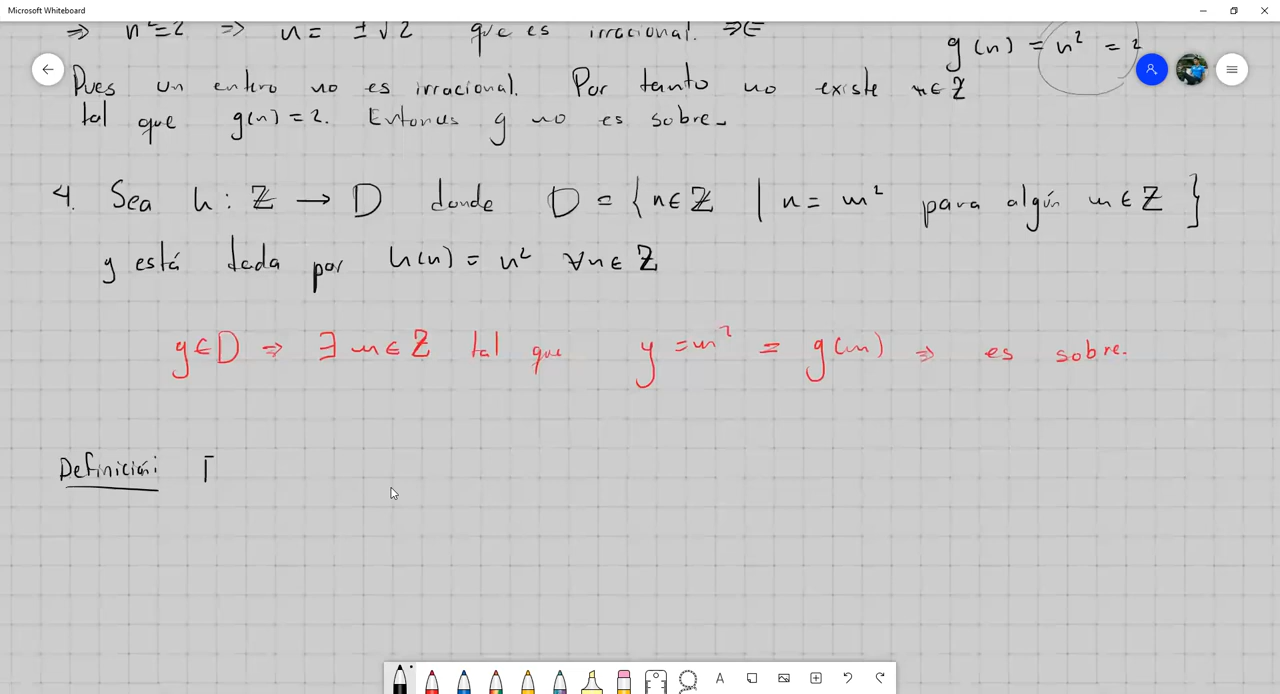 Microsoft Whiteboard
⇒ n²=2 ⇒ n = ±√2 que es irracional. ⇒⇐
g(n) = n² = 2
Pues un entero no es irracional. Por tanto no existe n∈ℤ
tal que g(n)=2. Entonces g no es sobre.
4. Sea h: ℤ → D donde D = {n∈ℤ | n = m² para algún m∈ℤ}
y está dada por h(n) = n² ∀n∈ℤ
y∈D ⇒ ∃ m∈ℤ tal que y = m² = g(m) ⇒ es sobre.
Definición: